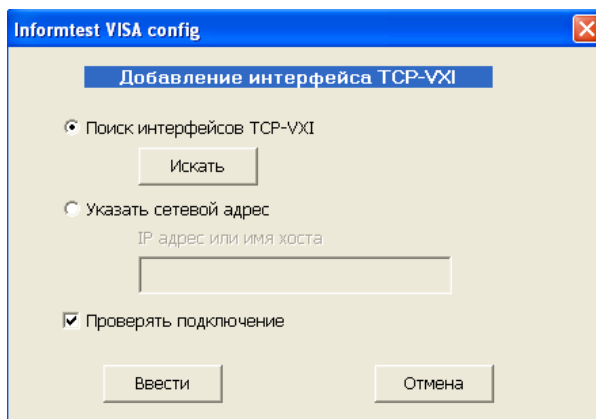 Informtest VISA config
Добавление интерфейса TCP-VXI
Поиск интерфейсов TCP-VXI
Искать
Указать сетевой адрес
IP адрес или имя хоста
Проверять подключение
Ввести
Отмена